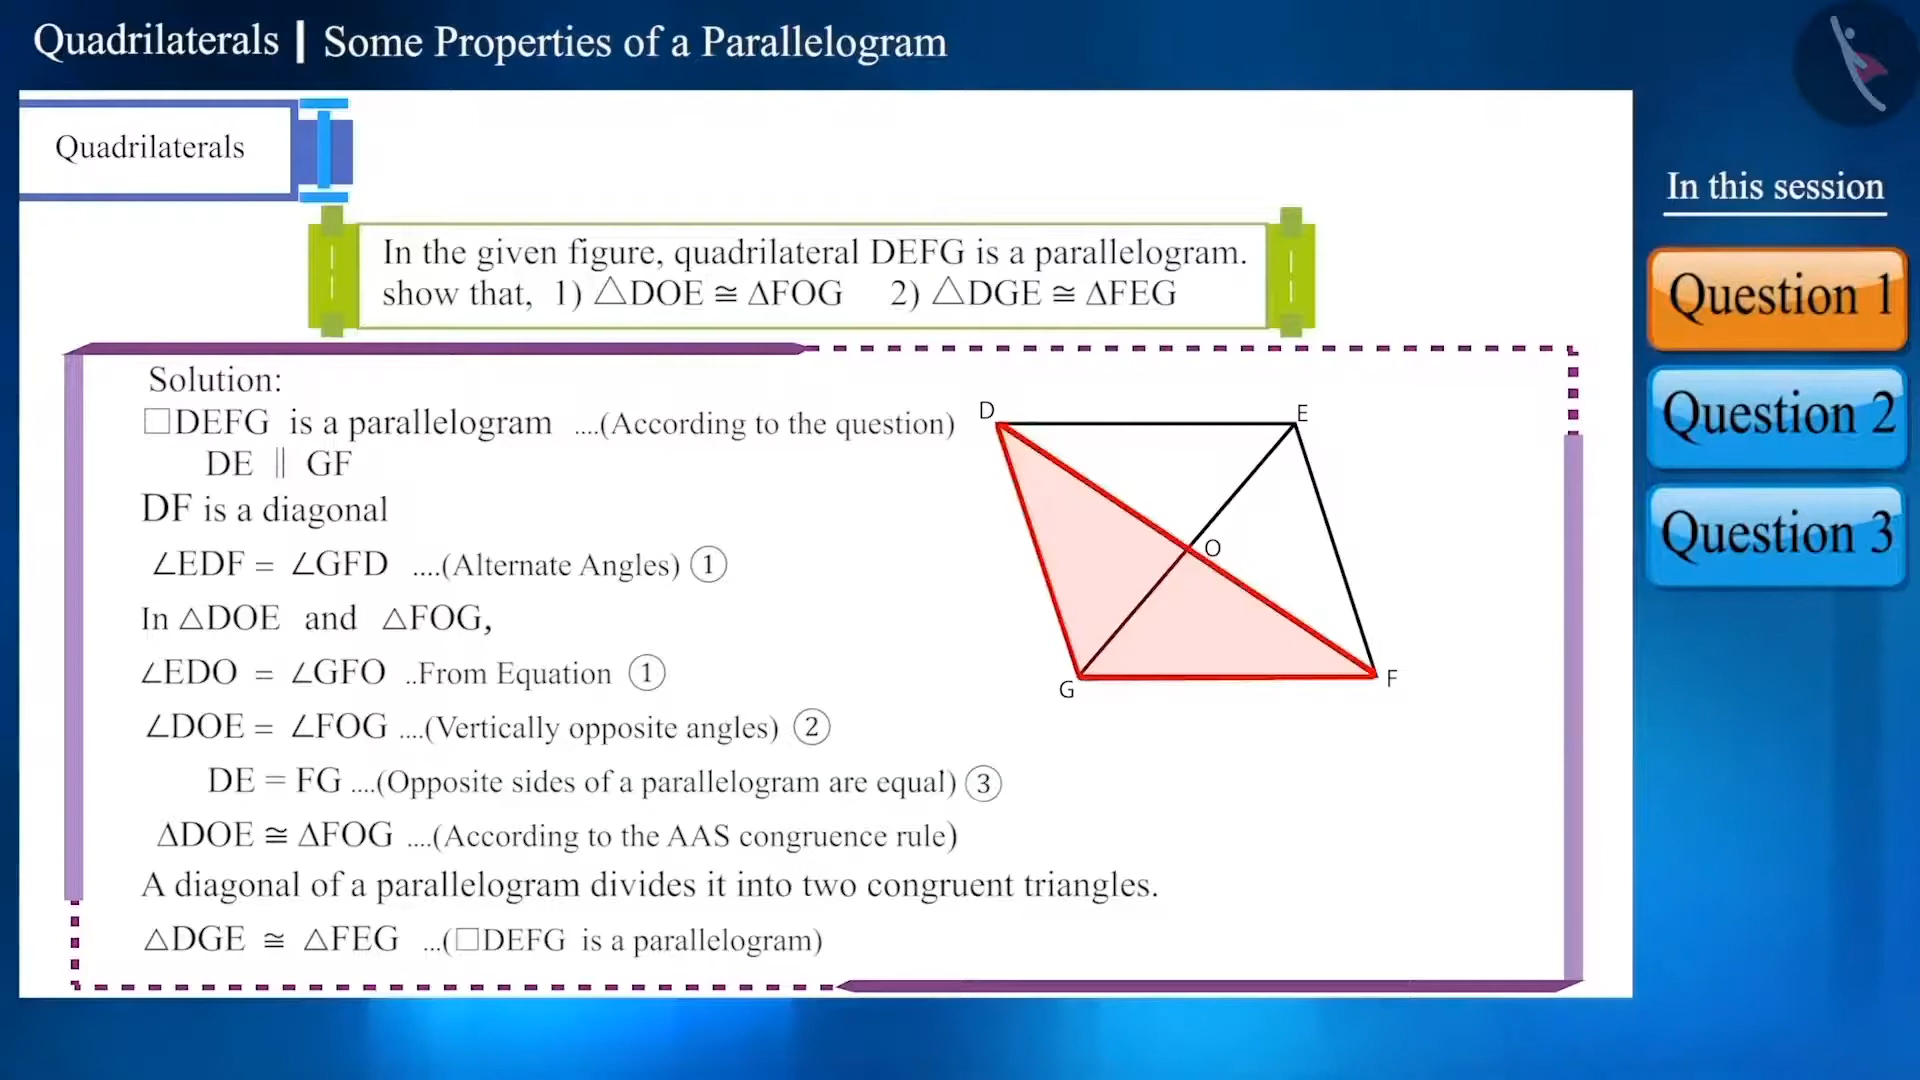 Quadrilaterals | Some Properties of a Parallelogram
Quadrilaterals
In the given figure, quadrilateral DEFG is a parallelogram.
show that, 1) △DOE ≅ ΔFOG 2) △DGE ≅ ΔFEG
Solution:
□DEFG is a parallelogram ....(According to the question)
DE ∥ GF
DF is a diagonal
∠EDF = ∠GFD ....(Alternate Angles) ①
In △DOE and △FOG,
∠EDO = ∠GFO ..From Equation ①
∠DOE = ∠FOG ....(Vertically opposite angles) ②
DE = FG ....(Opposite sides of a parallelogram are equal) ③
ΔDOE ≅ ΔFOG ....(According to the AAS congruence rule)
A diagonal of a parallelogram divides it into two congruent triangles.
△DGE ≅ △FEG ...(□DEFG is a parallelogram)
D
E
O
G
F
In this session
Question 1
Question 2
Question 3